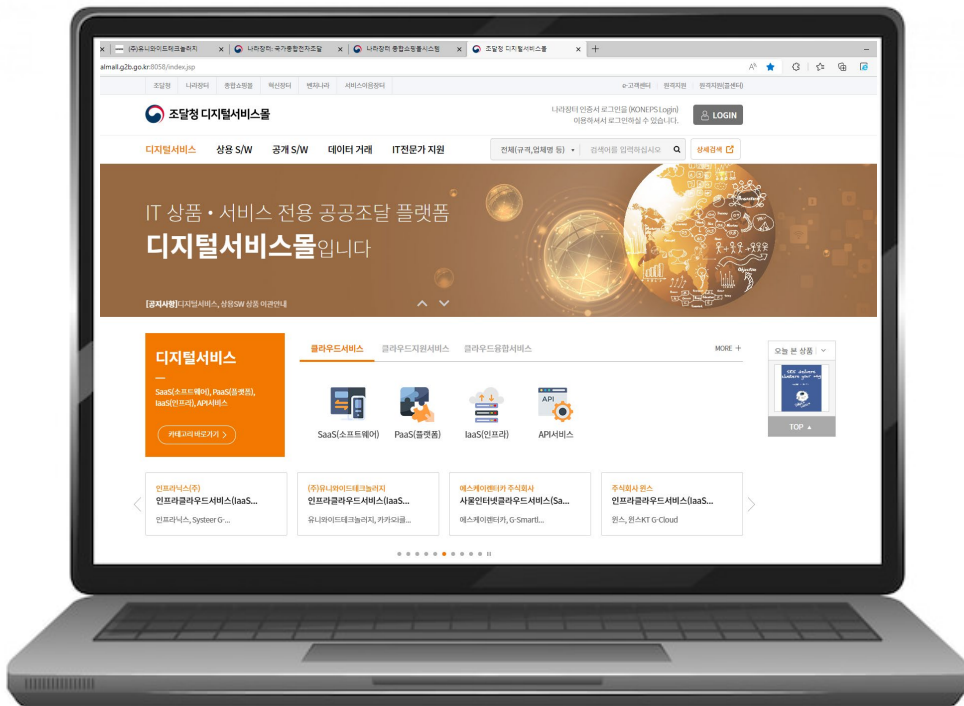 (주)유니와이드테크놀러지 나라장터: 국가종합전자조달 나라장터 종합쇼핑몰시스템 조달청 디지털서비스몰
almall.g2b.go.kr:8058/index.jsp
조달청 나라장터 종합쇼핑몰 혁신장터 벤처나라 서비스이용장터 e-고객센터 원격지원 원격지원(콜센터)
조달청 디지털서비스몰
나라장터 인증서 로그인을 (KONEPS Login)
이용하셔서 로그인하실 수 있습니다.
LOGIN
디지털서비스 상용 S/W 공개 S/W 데이터 거래 IT전문가 지원 전체(규격,업체명 등) 검색어를 입력하십시오 상세검색
IT 상품 • 서비스 전용 공공조달 플랫폼
디지털서비스몰입니다
[공지사항]디지털서비스, 상용SW 상품 이관안내
디지털서비스
SaaS(소프트웨어), PaaS(플랫폼),
IaaS(인프라), API서비스
카테고리 바로가기
클라우드서비스 클라우드지원서비스 클라우드융합서비스 MORE +
API
SaaS(소프트웨어) PaaS(플랫폼) IaaS(인프라) API서비스
오늘 본 상품
TOP
인프라닉스(주)
인프라클라우드서비스(IaaS...
인프라닉스, Systeer G-...
(주)유니와이드테크놀러지
인프라클라우드서비스(IaaS...
유니와이드테크놀러지, 카카오i클...
에스케이렌터카 주식회사
사물인터넷클라우드서비스(Sa...
에스케이렌터카, G-Smartl...
주식회사 윈스
인프라클라우드서비스(IaaS...
윈스, 윈스KT G-Cloud